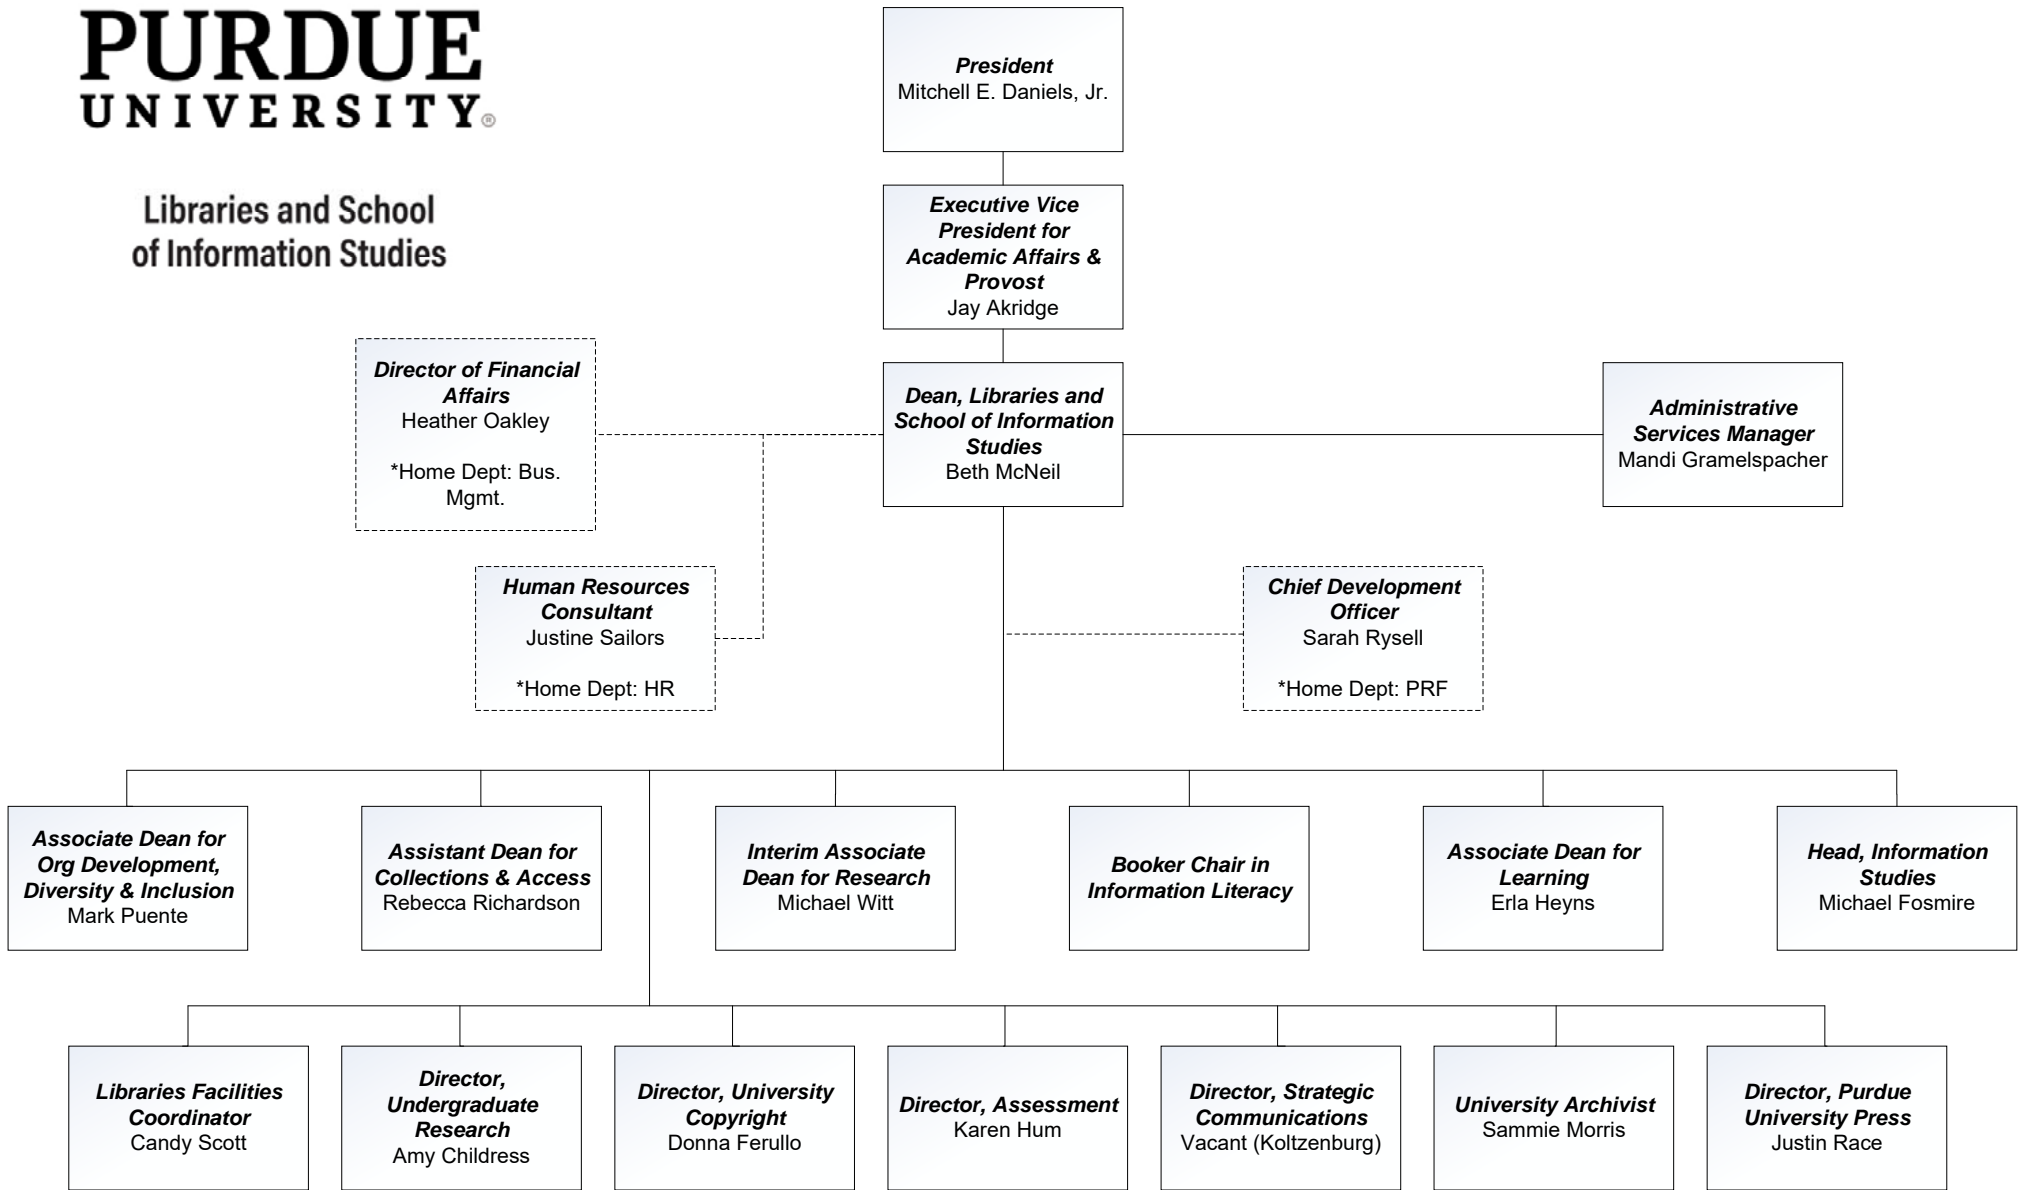 PURDUE
UNIVERSITY®
Libraries and School
of Information Studies
President
Mitchell E. Daniels, Jr.
Executive Vice
President for
Academic Affairs &
Provost
Jay Akridge
Director of Financial
Affairs
Heather Oakley
*Home Dept: Bus.
Mgmt.
Dean, Libraries and
School of Information
Studies
Beth McNeil
Administrative
Services Manager
Mandi Gramelspacher
Human Resources
Consultant
Justine Sailors
*Home Dept: HR
Chief Development
Officer
Sarah Rysell
*Home Dept: PRF
Associate Dean for
Org Development,
Diversity & Inclusion
Mark Puente
Assistant Dean for
Collections & Access
Rebecca Richardson
Interim Associate
Dean for Research
Michael Witt
Booker Chair in
Information Literacy
Associate Dean for
Learning
Erla Heyns
Head, Information
Studies
Michael Fosmire
Libraries Facilities
Coordinator
Candy Scott
Director,
Undergraduate
Research
Amy Childress
Director, University
Copyright
Donna Ferullo
Director, Assessment
Karen Hum
Director, Strategic
Communications
Vacant (Koltzenburg)
University Archivist
Sammie Morris
Director, Purdue
University Press
Justin Race